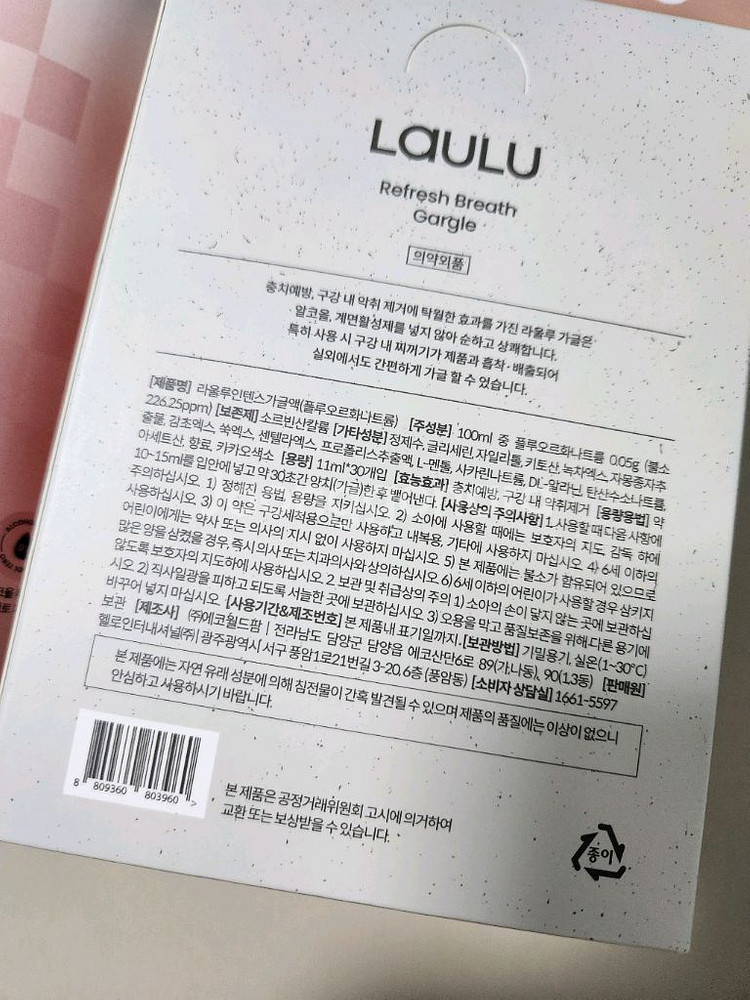 LAULU
Refresh Breath
Gargle
의약외품
충치예방, 구강 내 악취 제거에 탁월한 효과를 가진 라울루 가글은
알코올, 계면활성제를 넣지 않아 순하고 상쾌합니다.
특히 사용 시 구강 내 찌꺼기가 제품과 흡착·배출되어
실외에서도 간편하게 가글 할 수 있습니다.
[제품명] 라울루인텐스가글액(플루오르화나트륨) [주성분] 100ml 중 플루오르화나트륨 0.05g (불소
226.25ppm) [보존제] 소르빈산칼륨 [기타성분] 정제수, 글리세린, 자일리톨, 키토산, 녹차엑스, 자몽종자추
출물, 감초엑스, 쑥엑스, 센텔라엑스, 프로폴리스추출액, L-멘톨, 사카린나트륨, DL-알라닌, 탄산수소나트륨,
아세트산, 향료, 카카오색소 [용량] 11ml*30개입 [효능효과] 충치예방, 구강 내 악취제거 [용량용법] 약
10~15ml를 입안에 넣고 약 30초간 양치(가글)한 후 뱉어낸다. [사용상의 주의사항] 1.사용할 때 다음 사항에
주의하십시오. 1) 정해진 용법, 용량을 지키십시오. 2) 소아에 사용할 때에는 보호자의 지도, 감독 하에
사용하십시오. 3) 이 약은 구강세척용으로만 사용하고 내복용, 기타에 사용하지 마십시오. 4) 6세 이하의
어린이에게는 약사 또는 의사의 지시 없이 사용하지 마십시오. 5) 본 제품에는 불소가 함유되어 있으므로
많은 양을 삼켰을 경우, 즉시 의사 또는 치과의사와 상의하십시오. 6) 6세 이하의 어린이가 사용할 경우 삼키지
않도록 보호자의 지도하에 사용하십시오. 2. 보관 및 취급상의 주의 1) 소아의 손이 닿지 않는 곳에 보관하십
시오. 2) 직사일광을 피하고 되도록 서늘한 곳에 보관하십시오. 3) 오용을 막고 품질보존을 위해 다른 용기에
바꾸어 넣지 마십시오. [사용기간&제조번호] 본 제품내 표기일까지. [보관방법] 기밀용기, 실온(1~30℃)
보관 [제조사] ㈜에코월드팜 | 전라남도 담양군 담양읍 에코산단6로 89(가,나동), 90(1,3동) [판매원]
헬로인터내셔널㈜| 광주광역시 서구 풍암1로21번길 3-20, 6층 (풍암동) [소비자 상담실] 1661-5597
본 제품에는 자연 유래 성분에 의해 침전물이 간혹 발견될 수 있으며 제품의 품질에는 이상이 없으니
안심하고 사용하시기 바랍니다.
8 809360 803960 >
본 제품은 공정거래위원회 고시에 의거하여
교환 또는 보상받을 수 있습니다.
종이